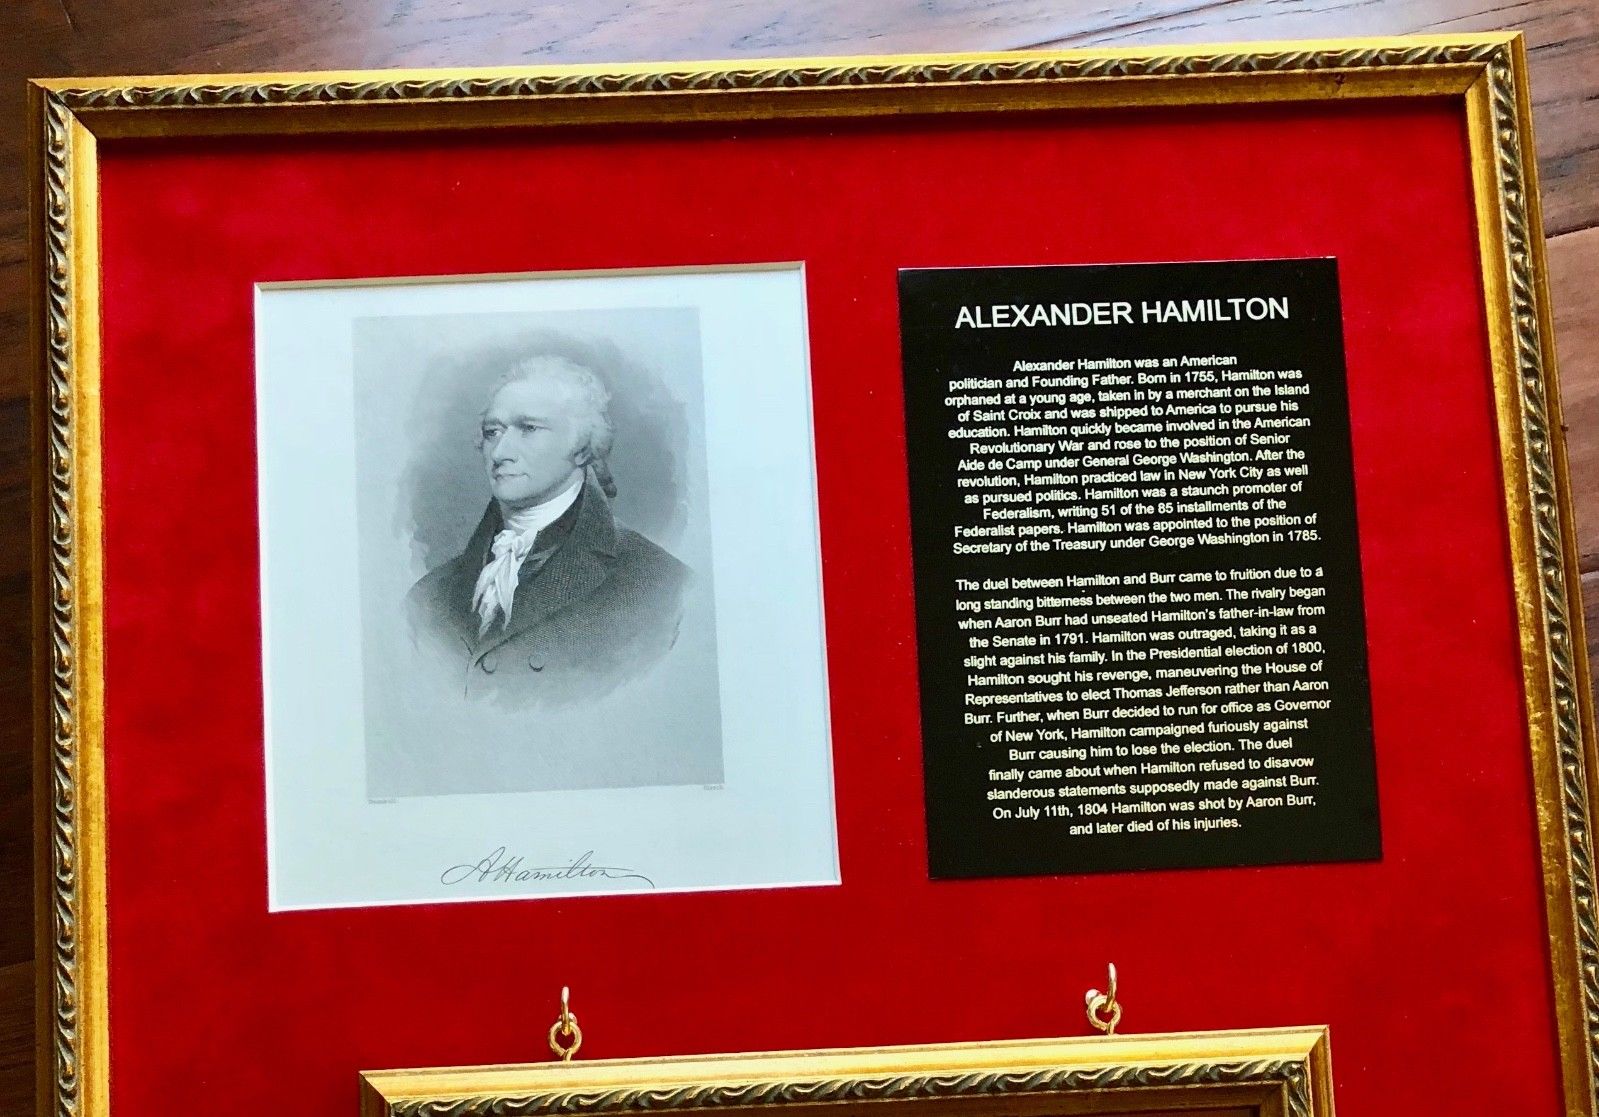 A Hamilton
ALEXANDER HAMILTON
Alexander Hamilton was an American
politician and Founding Father. Born in 1755, Hamilton was
orphaned at a young age, taken in by a merchant on the Island
of Saint Croix and was shipped to America to pursue his
education. Hamilton quickly became involved in the American
Revolutionary War and rose to the position of Senior
Aide de Camp under General George Washington. After the
revolution, Hamilton practiced law in New York City as well
as pursued politics. Hamilton was a staunch promoter of
Federalism, writing 51 of the 85 installments of the
Federalist papers. Hamilton was appointed to the position of
Secretary of the Treasury under George Washington in 1785.
The duel between Hamilton and Burr came to fruition due to a
long standing bitterness between the two men. The rivalry began
when Aaron Burr had unseated Hamilton's father-in-law from
the Senate in 1791. Hamilton was outraged, taking it as a
slight against his family. In the Presidential election of 1800,
Hamilton sought his revenge, maneuvering the House of
Representatives to elect Thomas Jefferson rather than Aaron
Burr. Further, when Burr decided to run for office as Governor
of New York, Hamilton campaigned furiously against
Burr causing him to lose the election. The duel
finally came about when Hamilton refused to disavow
slanderous statements supposedly made against Burr.
On July 11th, 1804 Hamilton was shot by Aaron Burr,
and later died of his injuries.